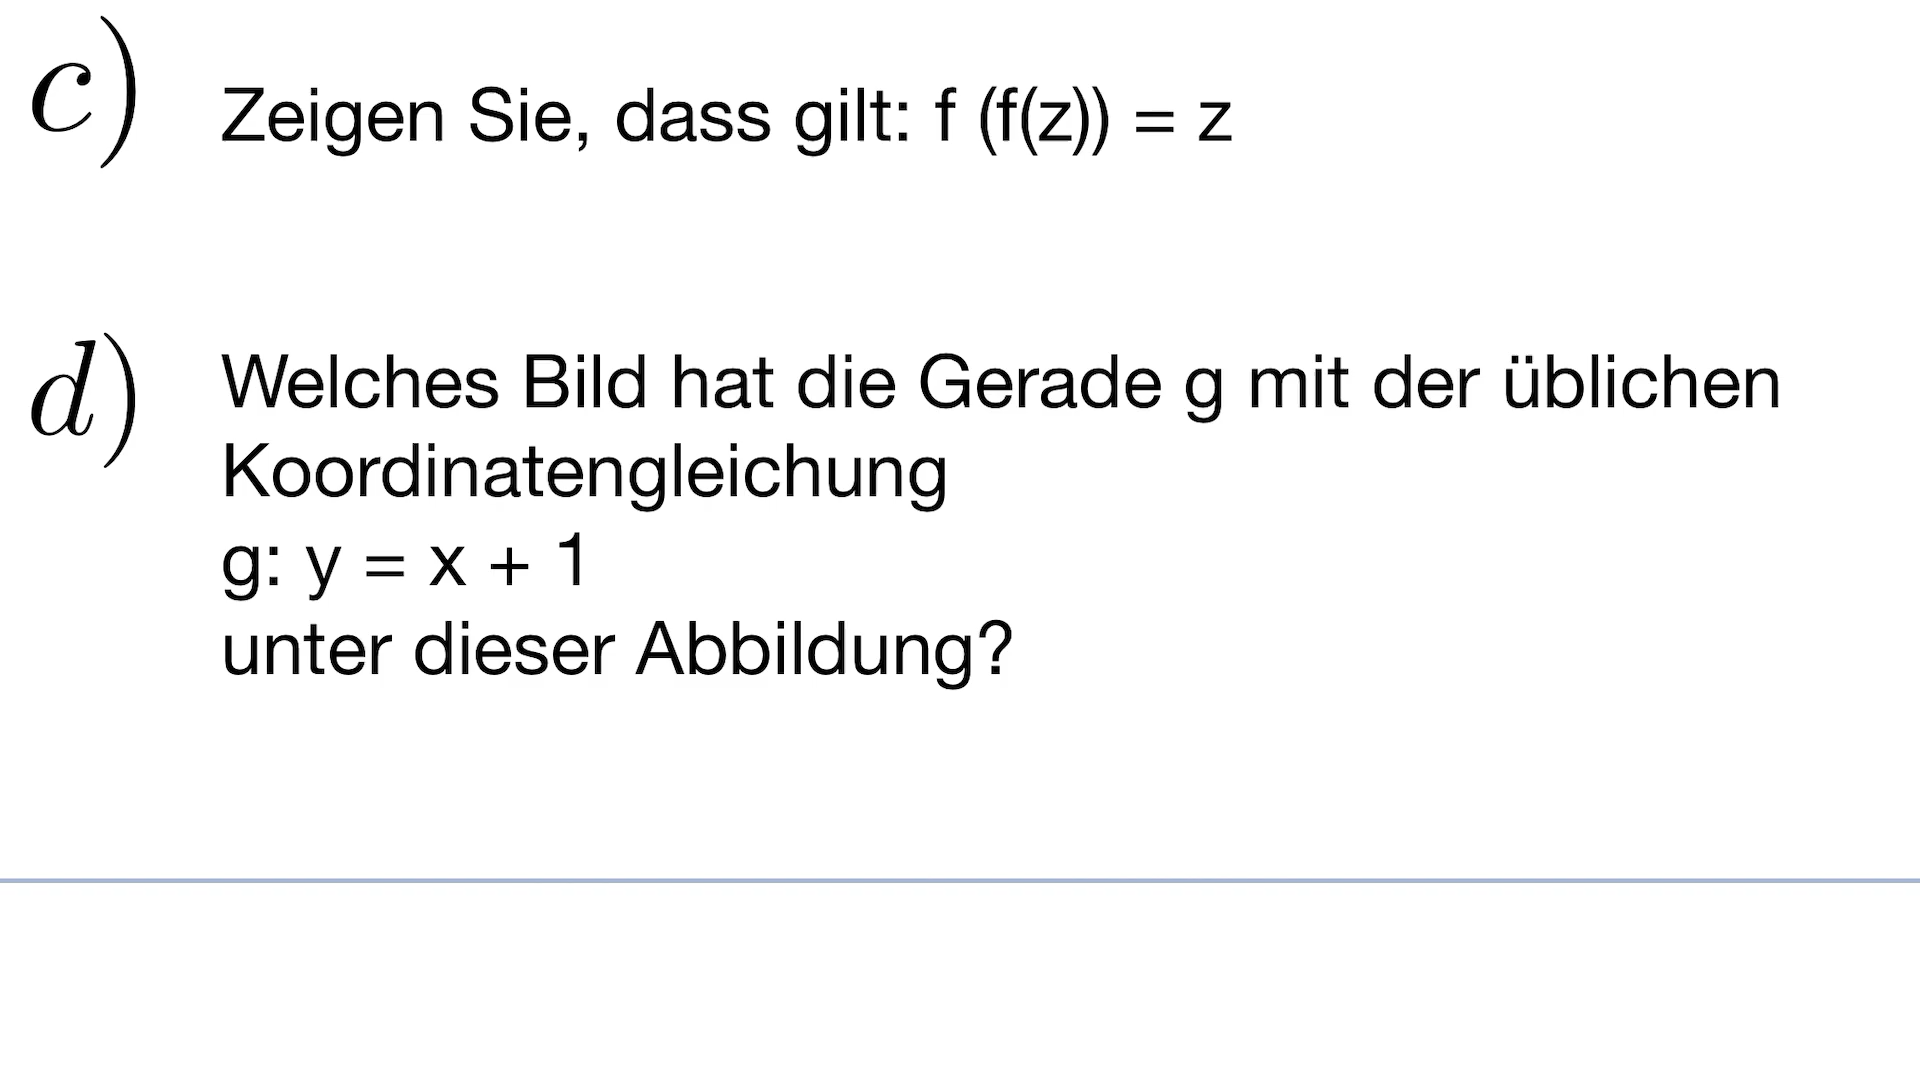 c) Zeigen Sie, dass gilt: f (f(z)) = z
d) Welches Bild hat die Gerade g mit der üblichen
Koordinatengleichung
g: y = x + 1
unter dieser Abbildung?